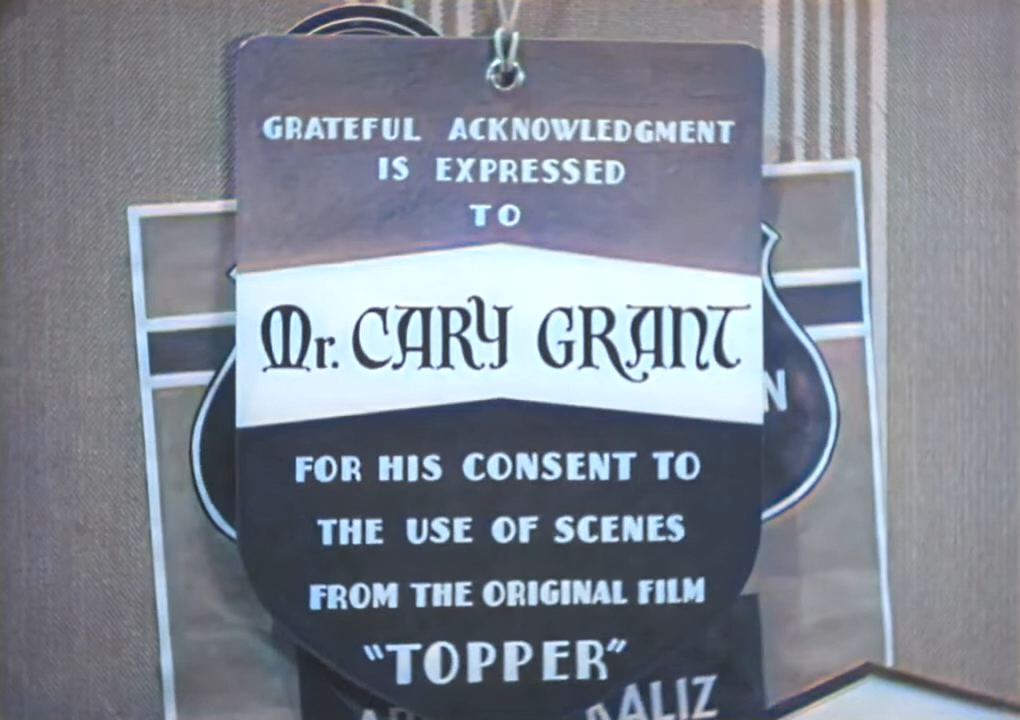 GRATEFUL ACKNOWLEDGMENT
IS EXPRESSED
TO
Mr. CARY GRANT
FOR HIS CONSENT TO
THE USE OF SCENES
FROM THE ORIGINAL FILM
"TOPPER"